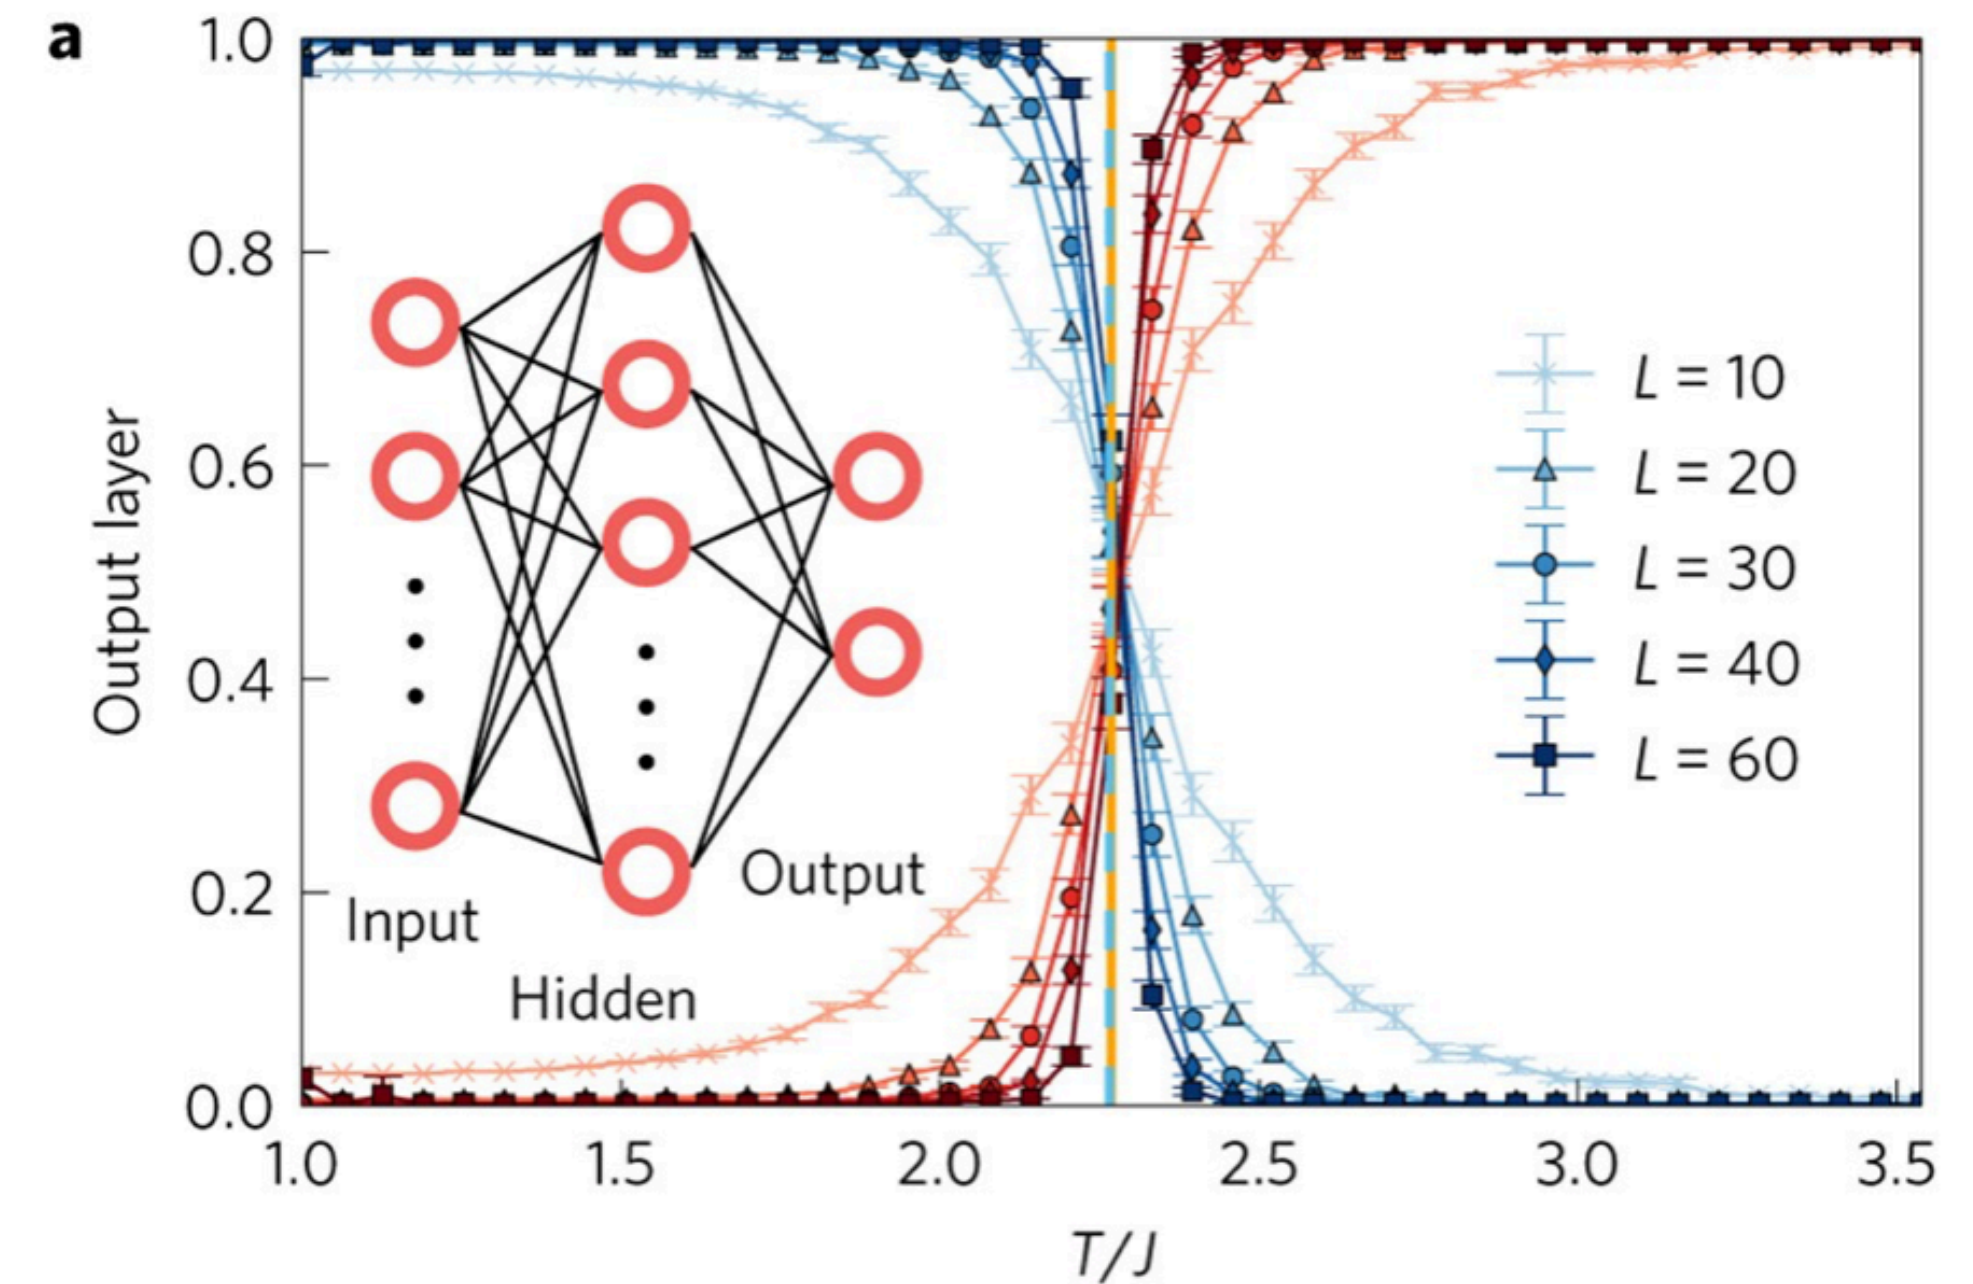 a
1.0
0.8
0.6
0.4
0.2
0.0
Output layer
Input
Hidden
Output
L = 10
L = 20
L = 30
L = 40
L = 60
1.0 1.5 2.0 2.5 3.0 3.5
T/J